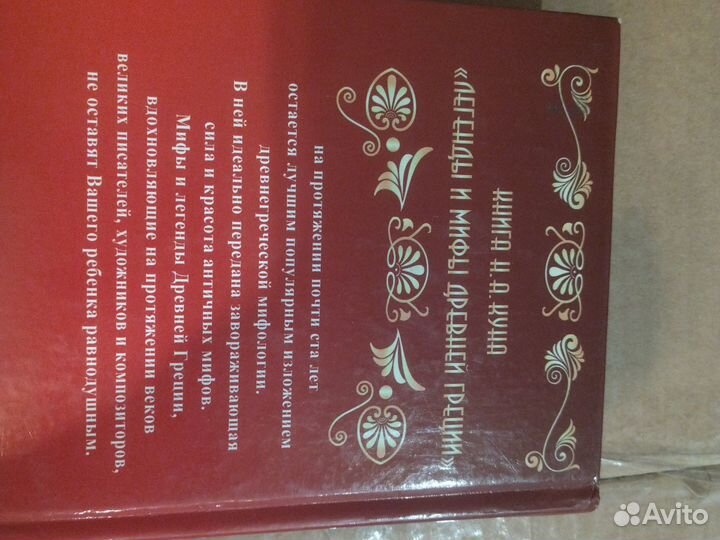 КНИГА Н.А. КУНА
«ЛЕГЕНДЫ И МИФЫ ДРЕВНЕЙ ГРЕЦИИ»
на протяжении почти ста лет
остается лучшим популярным изложением
древнегреческой мифологии.
В ней идеально передана завораживающая
сила и красота античных мифов.
Мифы и легенды Древней Греции,
вдохновляющие на протяжении веков
великих писателей, художников и композиторов,
не оставят Вашего ребенка равнодушным.
Avito